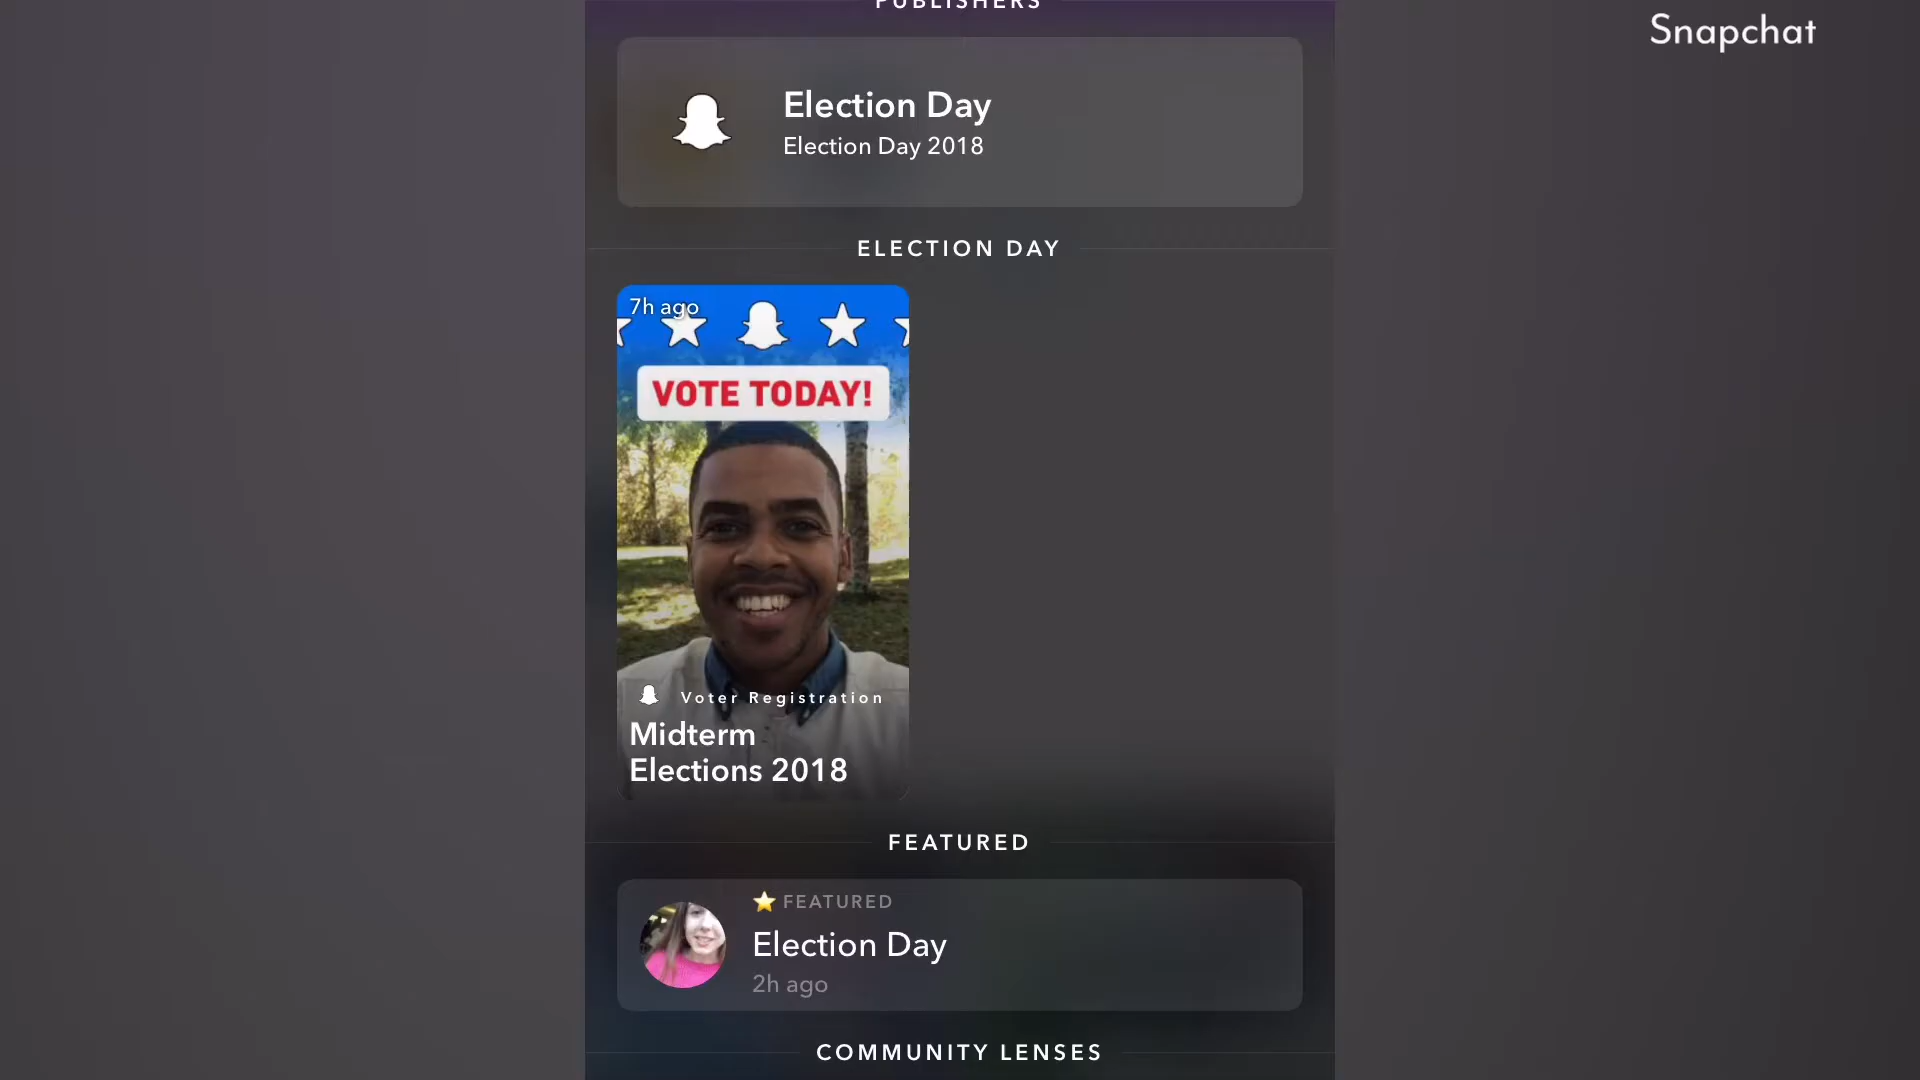 PUBLISHERS
Snapchat
Election Day
Election Day 2018
ELECTION DAY
7h ago
VOTE TODAY!
Voter Registration
Midterm
Elections 2018
FEATURED
FEATURED
Election Day
2h ago
COMMUNITY LENSES